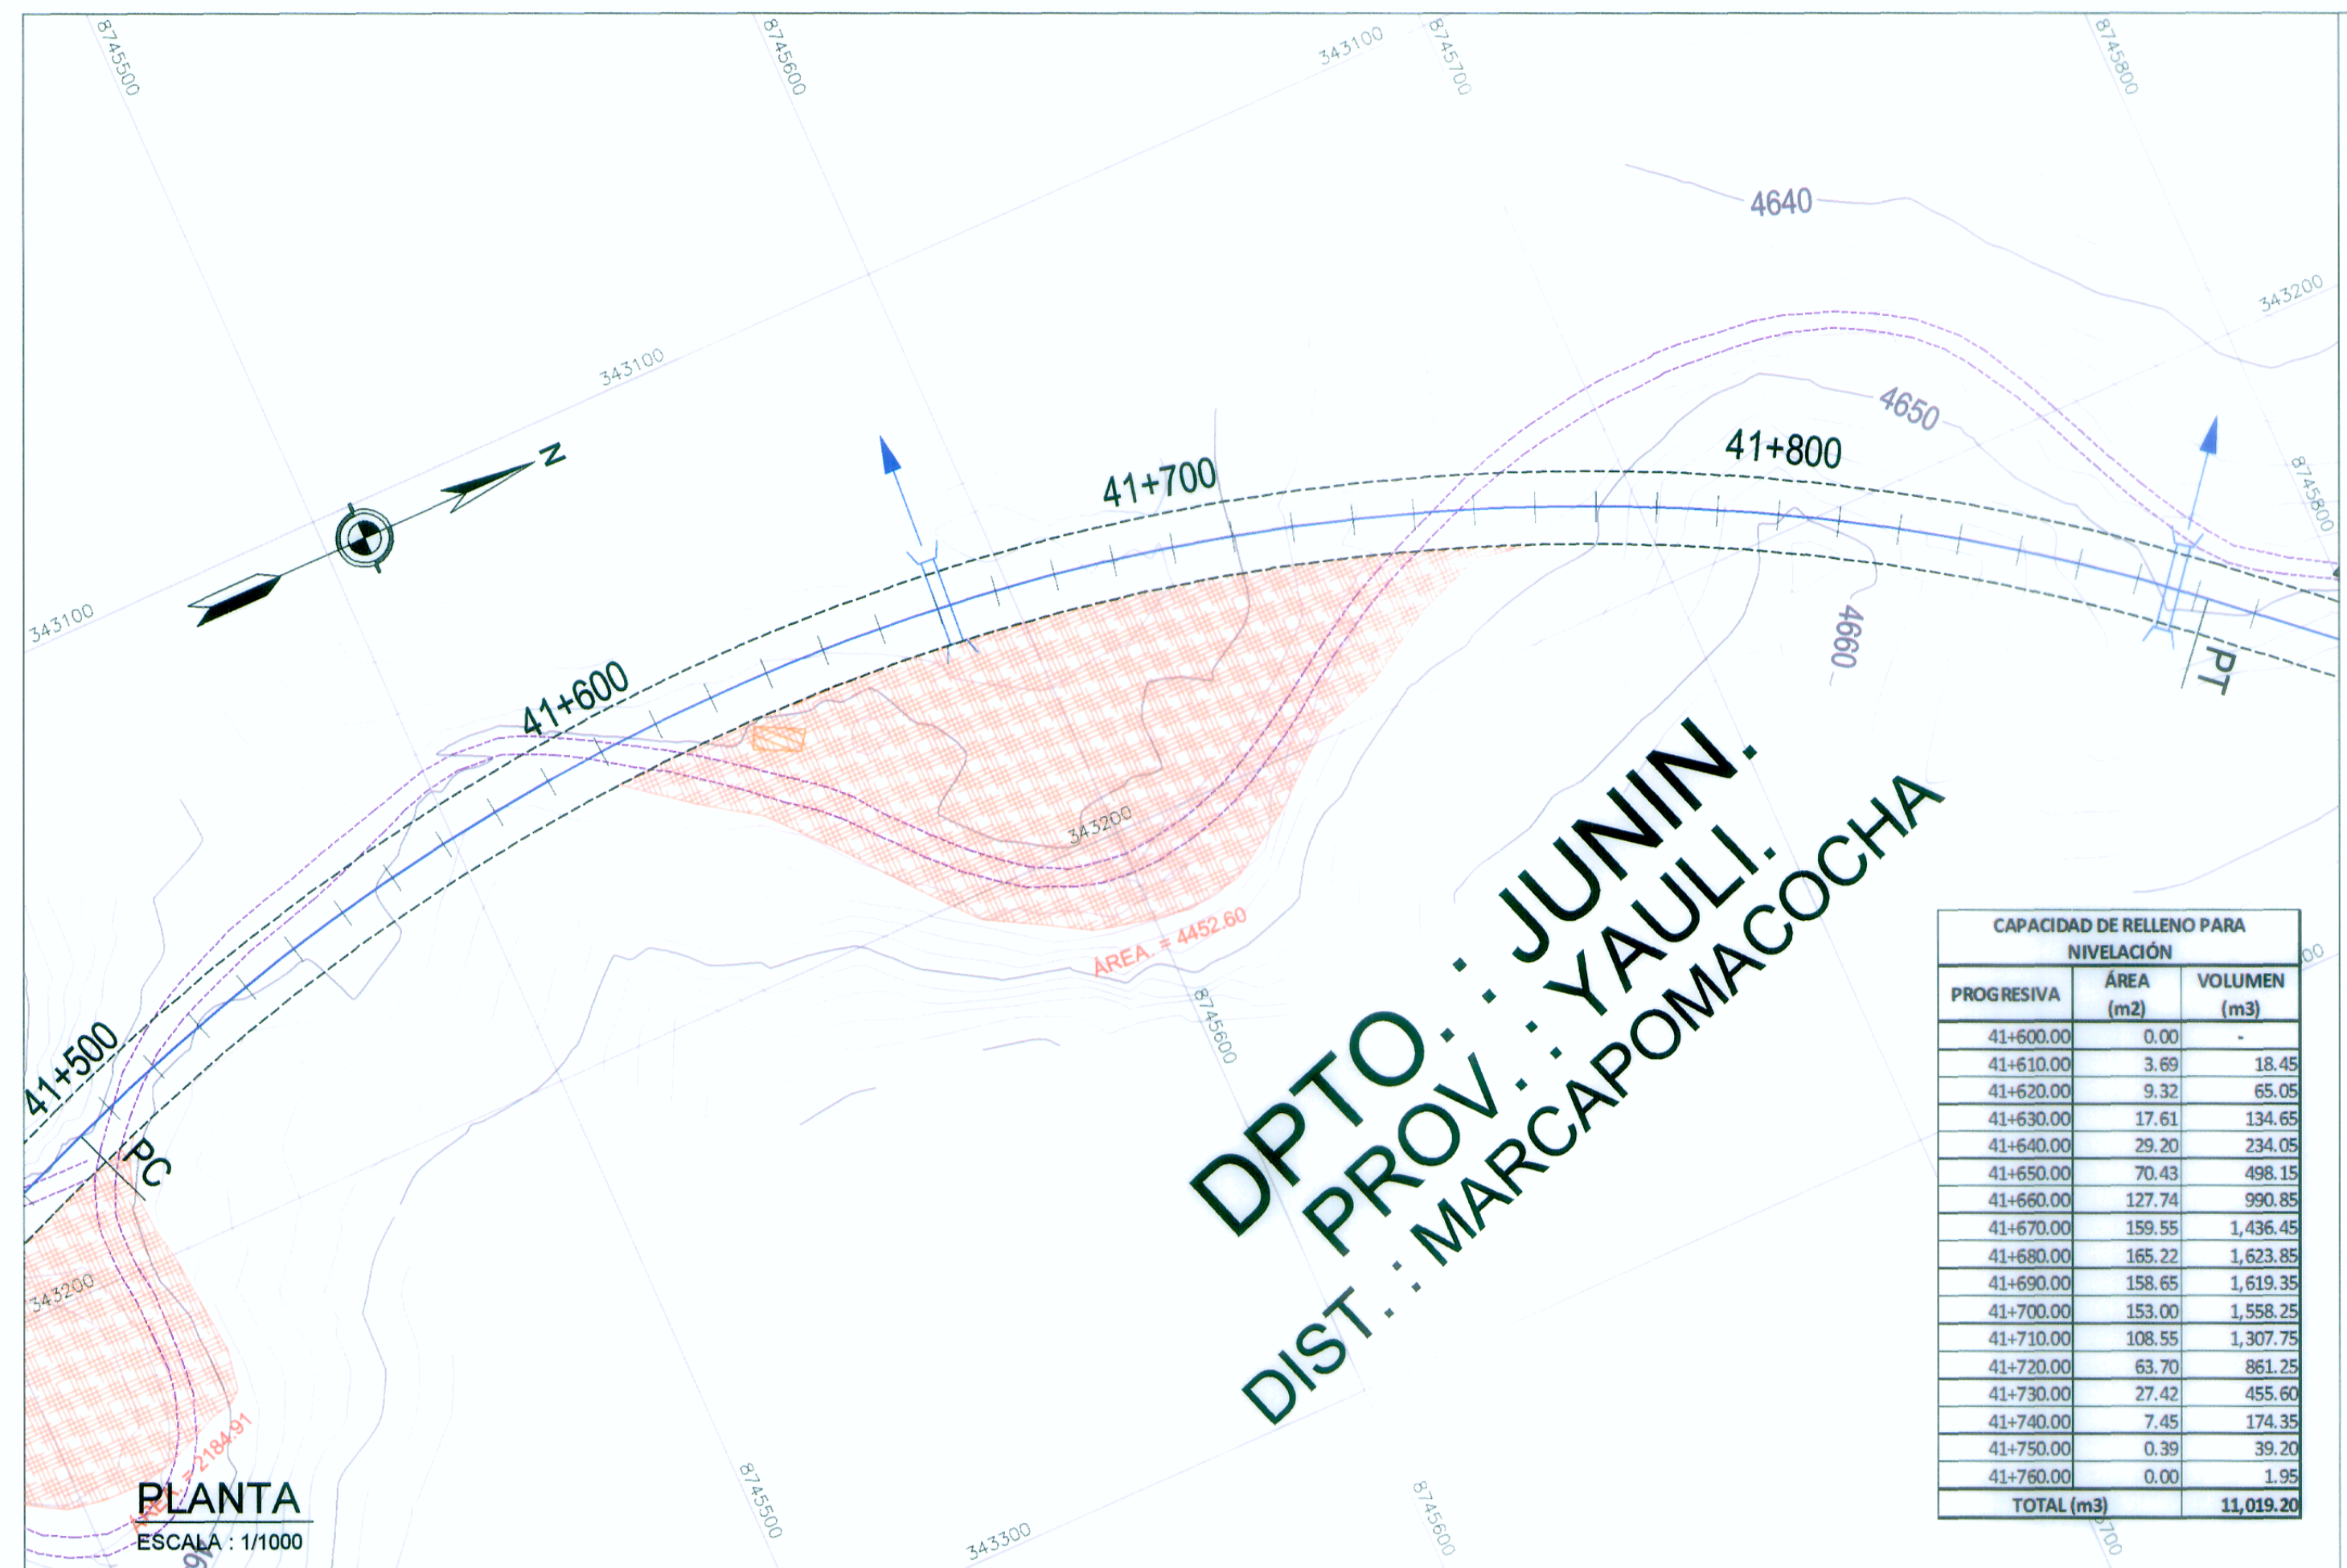 8745500
8745600
343100
8745700
8745800
4640
343200
343100
4650
N
41+800
41+700
8745800
343100
41+600
4660
PT
343200
ÁREA. = 4452.60
41+500
PC
8745600
DPTO. : JUNIN.
PROV. : YAULI.
DIST. : MARCAPOMACOCHA
343200
ÁREA. = 2184.91
PLANTA
ESCALA : 1/1000
8745500
343300
8745600
CAPACIDAD DE RELLENO PARA
NIVELACIÓN
PROGRESIVA ÁREA (m2) VOLUMEN (m3)
41+600.00 0.00 -
41+610.00 3.69 18.45
41+620.00 9.32 65.05
41+630.00 17.61 134.65
41+640.00 29.20 234.05
41+650.00 70.43 498.15
41+660.00 127.74 990.85
41+670.00 159.55 1,436.45
41+680.00 165.22 1,623.85
41+690.00 158.65 1,619.35
41+700.00 153.00 1,558.25
41+710.00 108.55 1,307.75
41+720.00 63.70 861.25
41+730.00 27.42 455.60
41+740.00 7.45 174.35
41+750.00 0.39 39.20
41+760.00 0.00 1.95
TOTAL (m3) 11,019.20